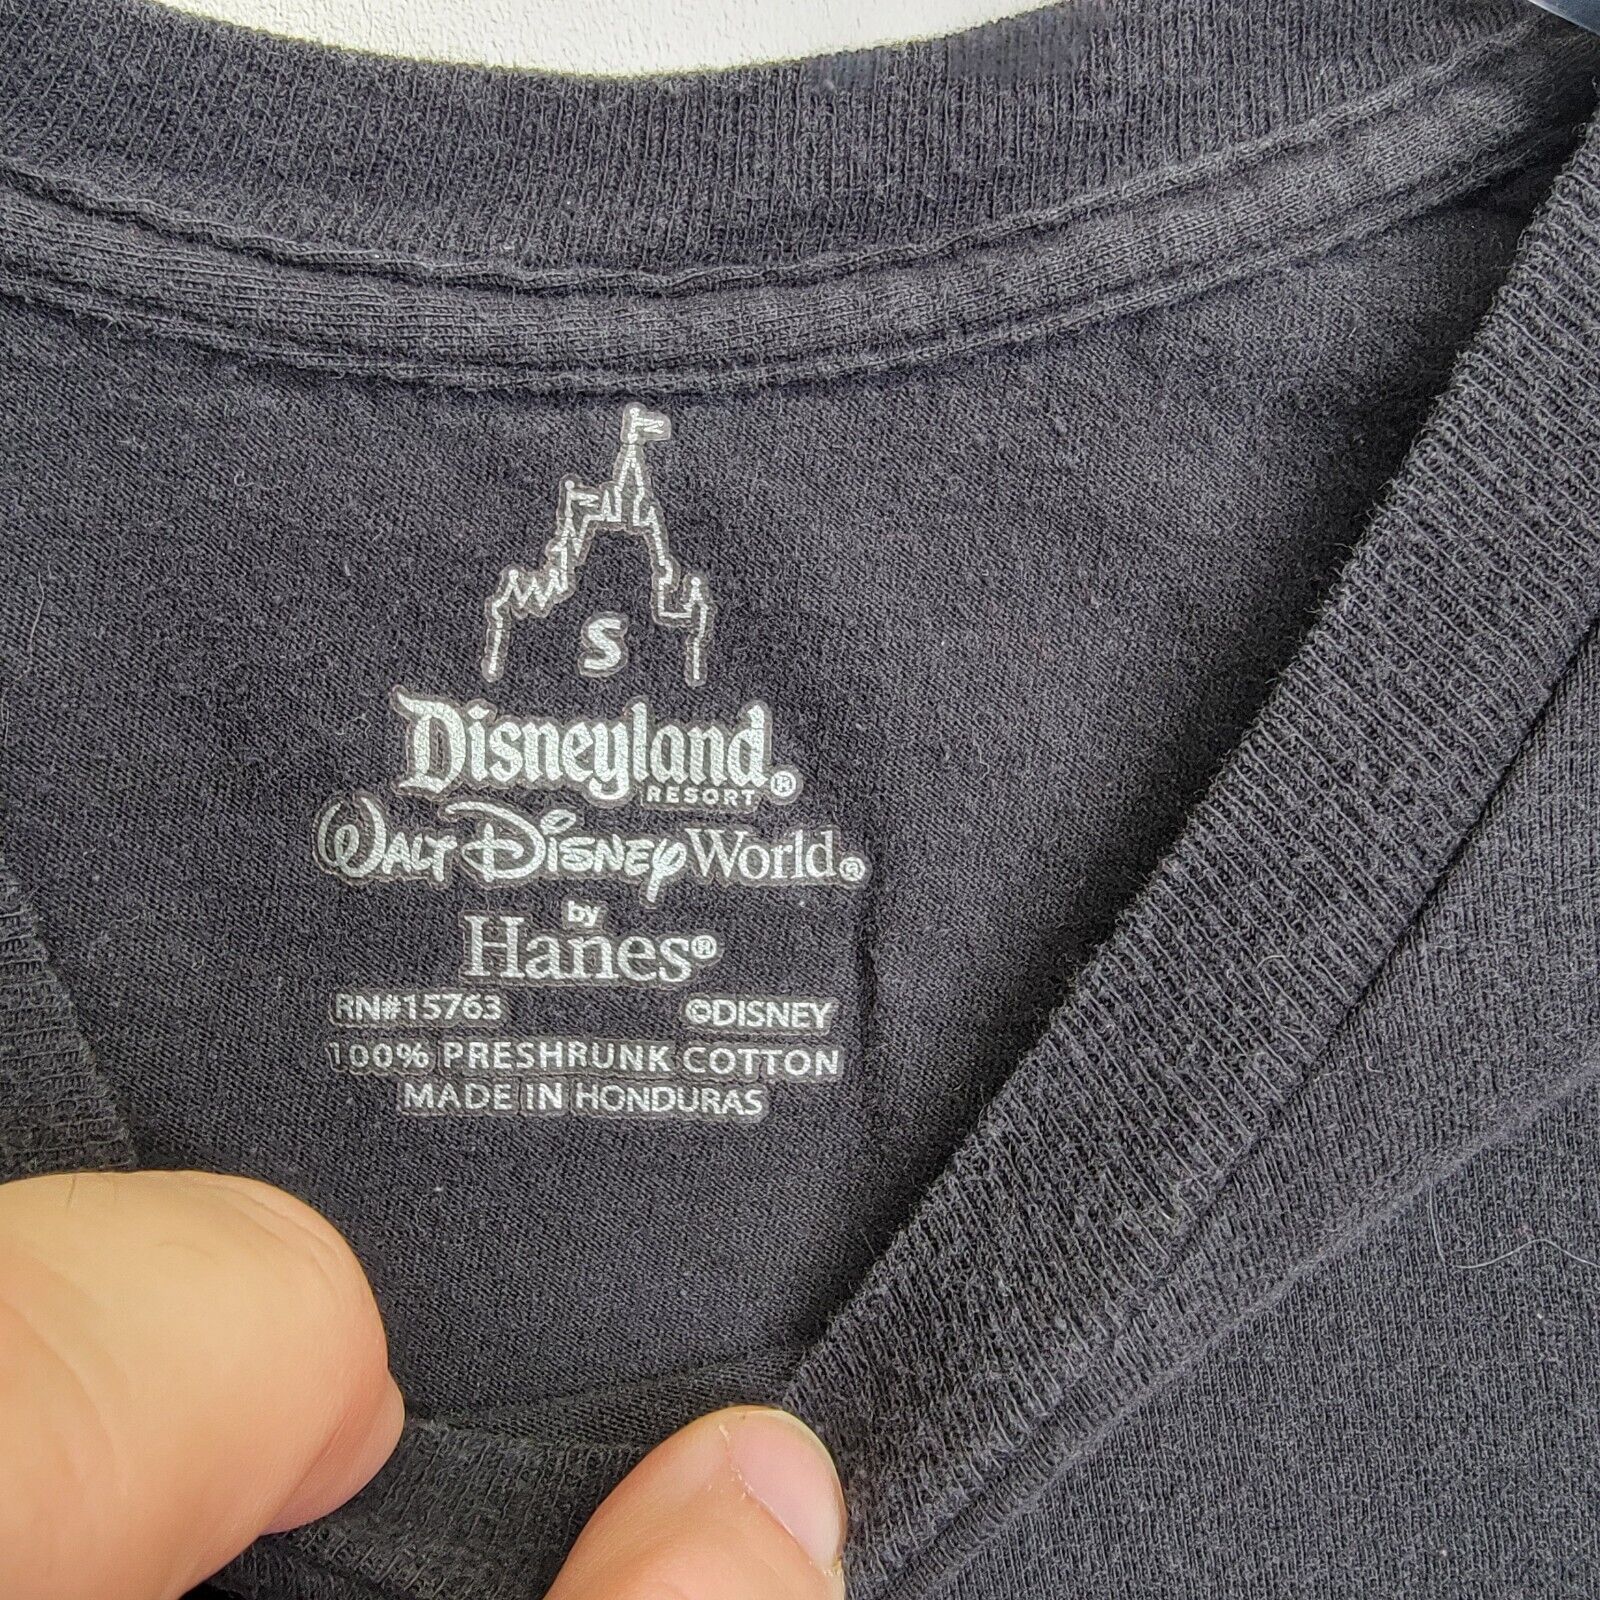 S
Disneyland®
RESORT
Walt Disney World®
by
Hanes®
RN#15763 ©DISNEY
100% PRESHRUNK COTTON
MADE IN HONDURAS